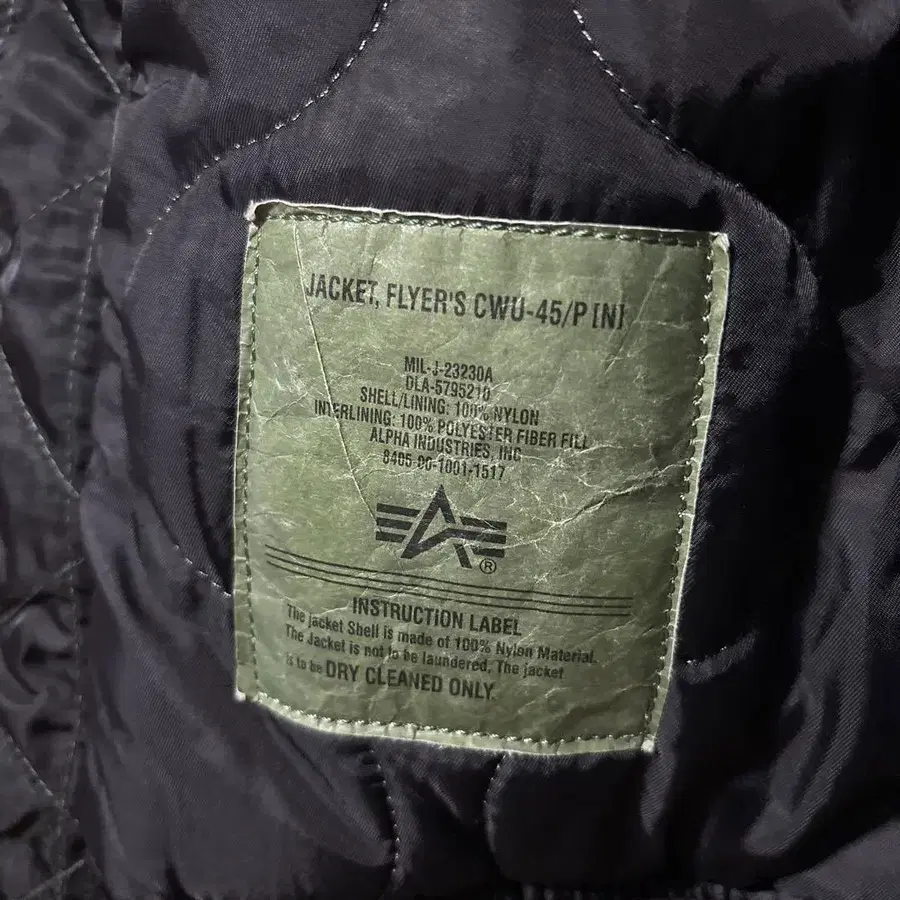 JACKET, FLYER'S CWU-45/P [N]
MIL-J-23230A
DLA-5795210
SHELL/LINING: 100% NYLON
INTERLINING: 100% POLYESTER FIBER FILL
ALPHA INDUSTRIES, INC
8405-00-1001-1517
®
INSTRUCTION LABEL
The jacket Shell is made of 100% Nylon Material.
The Jacket is not to be laundered. The jacket
is to be DRY CLEANED ONLY.